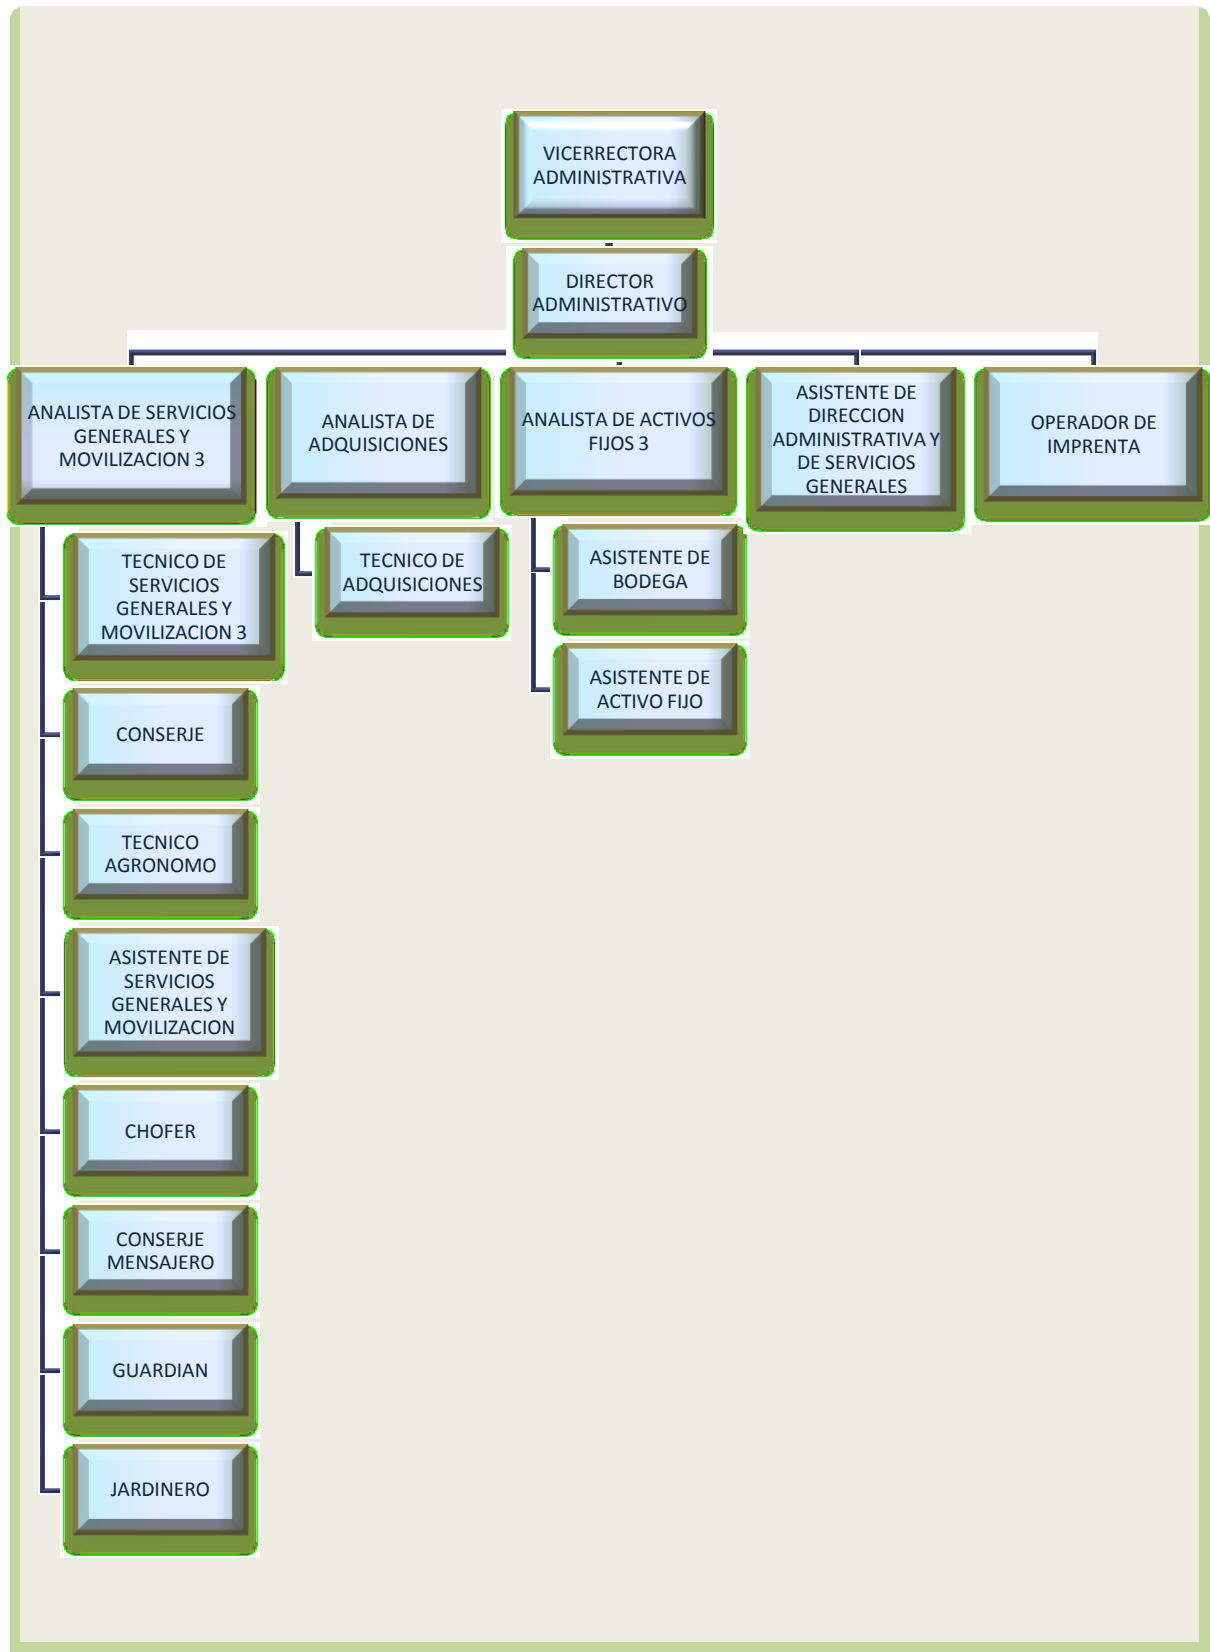 VICERRECTORA
ADMINISTRATIVA
DIRECTOR
ADMINISTRATIVO
ANALISTA DE SERVICIOS
GENERALES Y
MOVILIZACION 3
ANALISTA DE
ADQUISICIONES
ANALISTA DE ACTIVOS
FIJOS 3
ASISTENTE DE
DIRECCION
ADMINISTRATIVA Y
DE SERVICIOS
GENERALES
OPERADOR DE
IMPRENTA
TECNICO DE
SERVICIOS
GENERALES Y
MOVILIZACION 3
TECNICO DE
ADQUISICIONES
ASISTENTE DE
BODEGA
ASISTENTE DE
ACTIVO FIJO
CONSERJE
TECNICO
AGRONOMO
ASISTENTE DE
SERVICIOS
GENERALES Y
MOVILIZACION
CHOFER
CONSERJE
MENSAJERO
GUARDIAN
JARDINERO